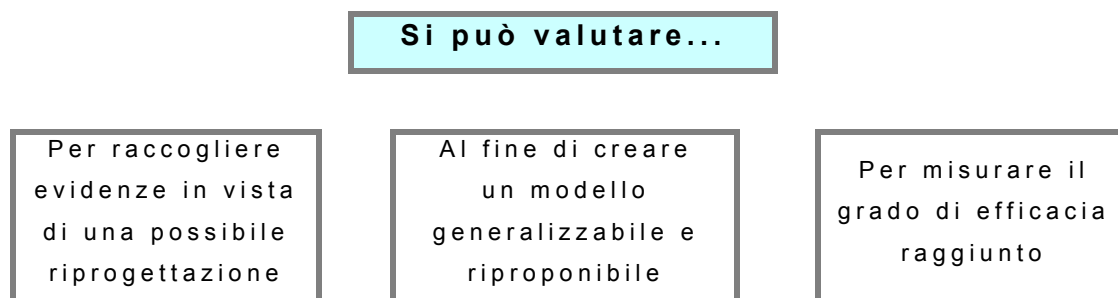 Si può valutare...
Per raccogliere
evidenze in vista
di una possibile
riprogettazione
Al fine di creare
un modello
generalizzabile e
riproponibile
Per misurare il
grado di efficacia
raggiunto